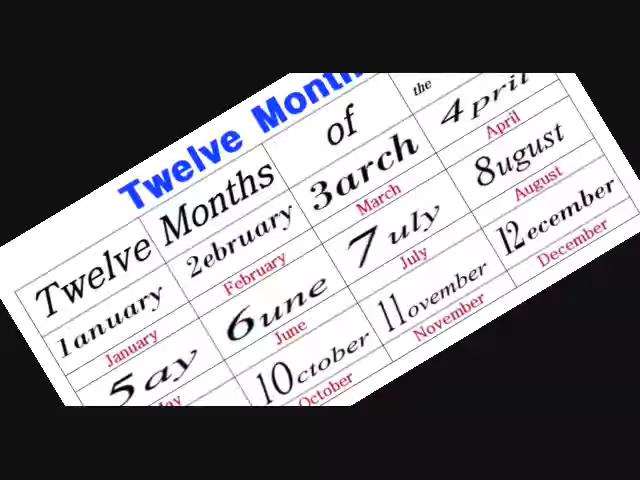 Twelve Month
Twelve Months of the
1anuary 2ebruary 3arch 4pril
January February March April
5ay 6une 7uly 8ugust
June July August
10ctober 11ovember 12ecember
October November December